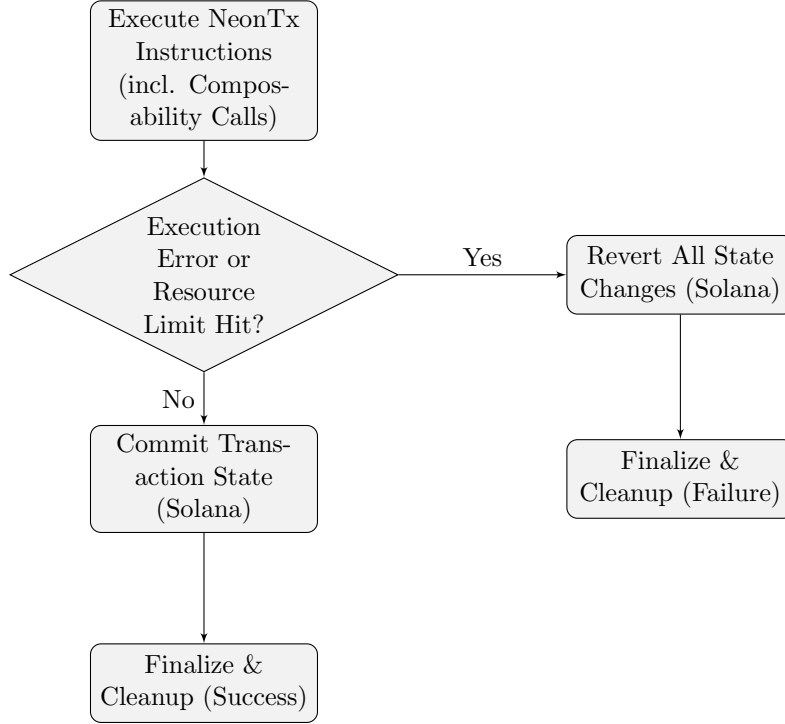 Execute NeonTx
Instructions
(incl. Compos-
ability Calls)
Execution
Error or
Resource
Limit Hit?
Yes
Revert All State
Changes (Solana)
No
Commit Trans-
action State
(Solana)
Finalize &
Cleanup (Failure)
Finalize &
Cleanup (Success)